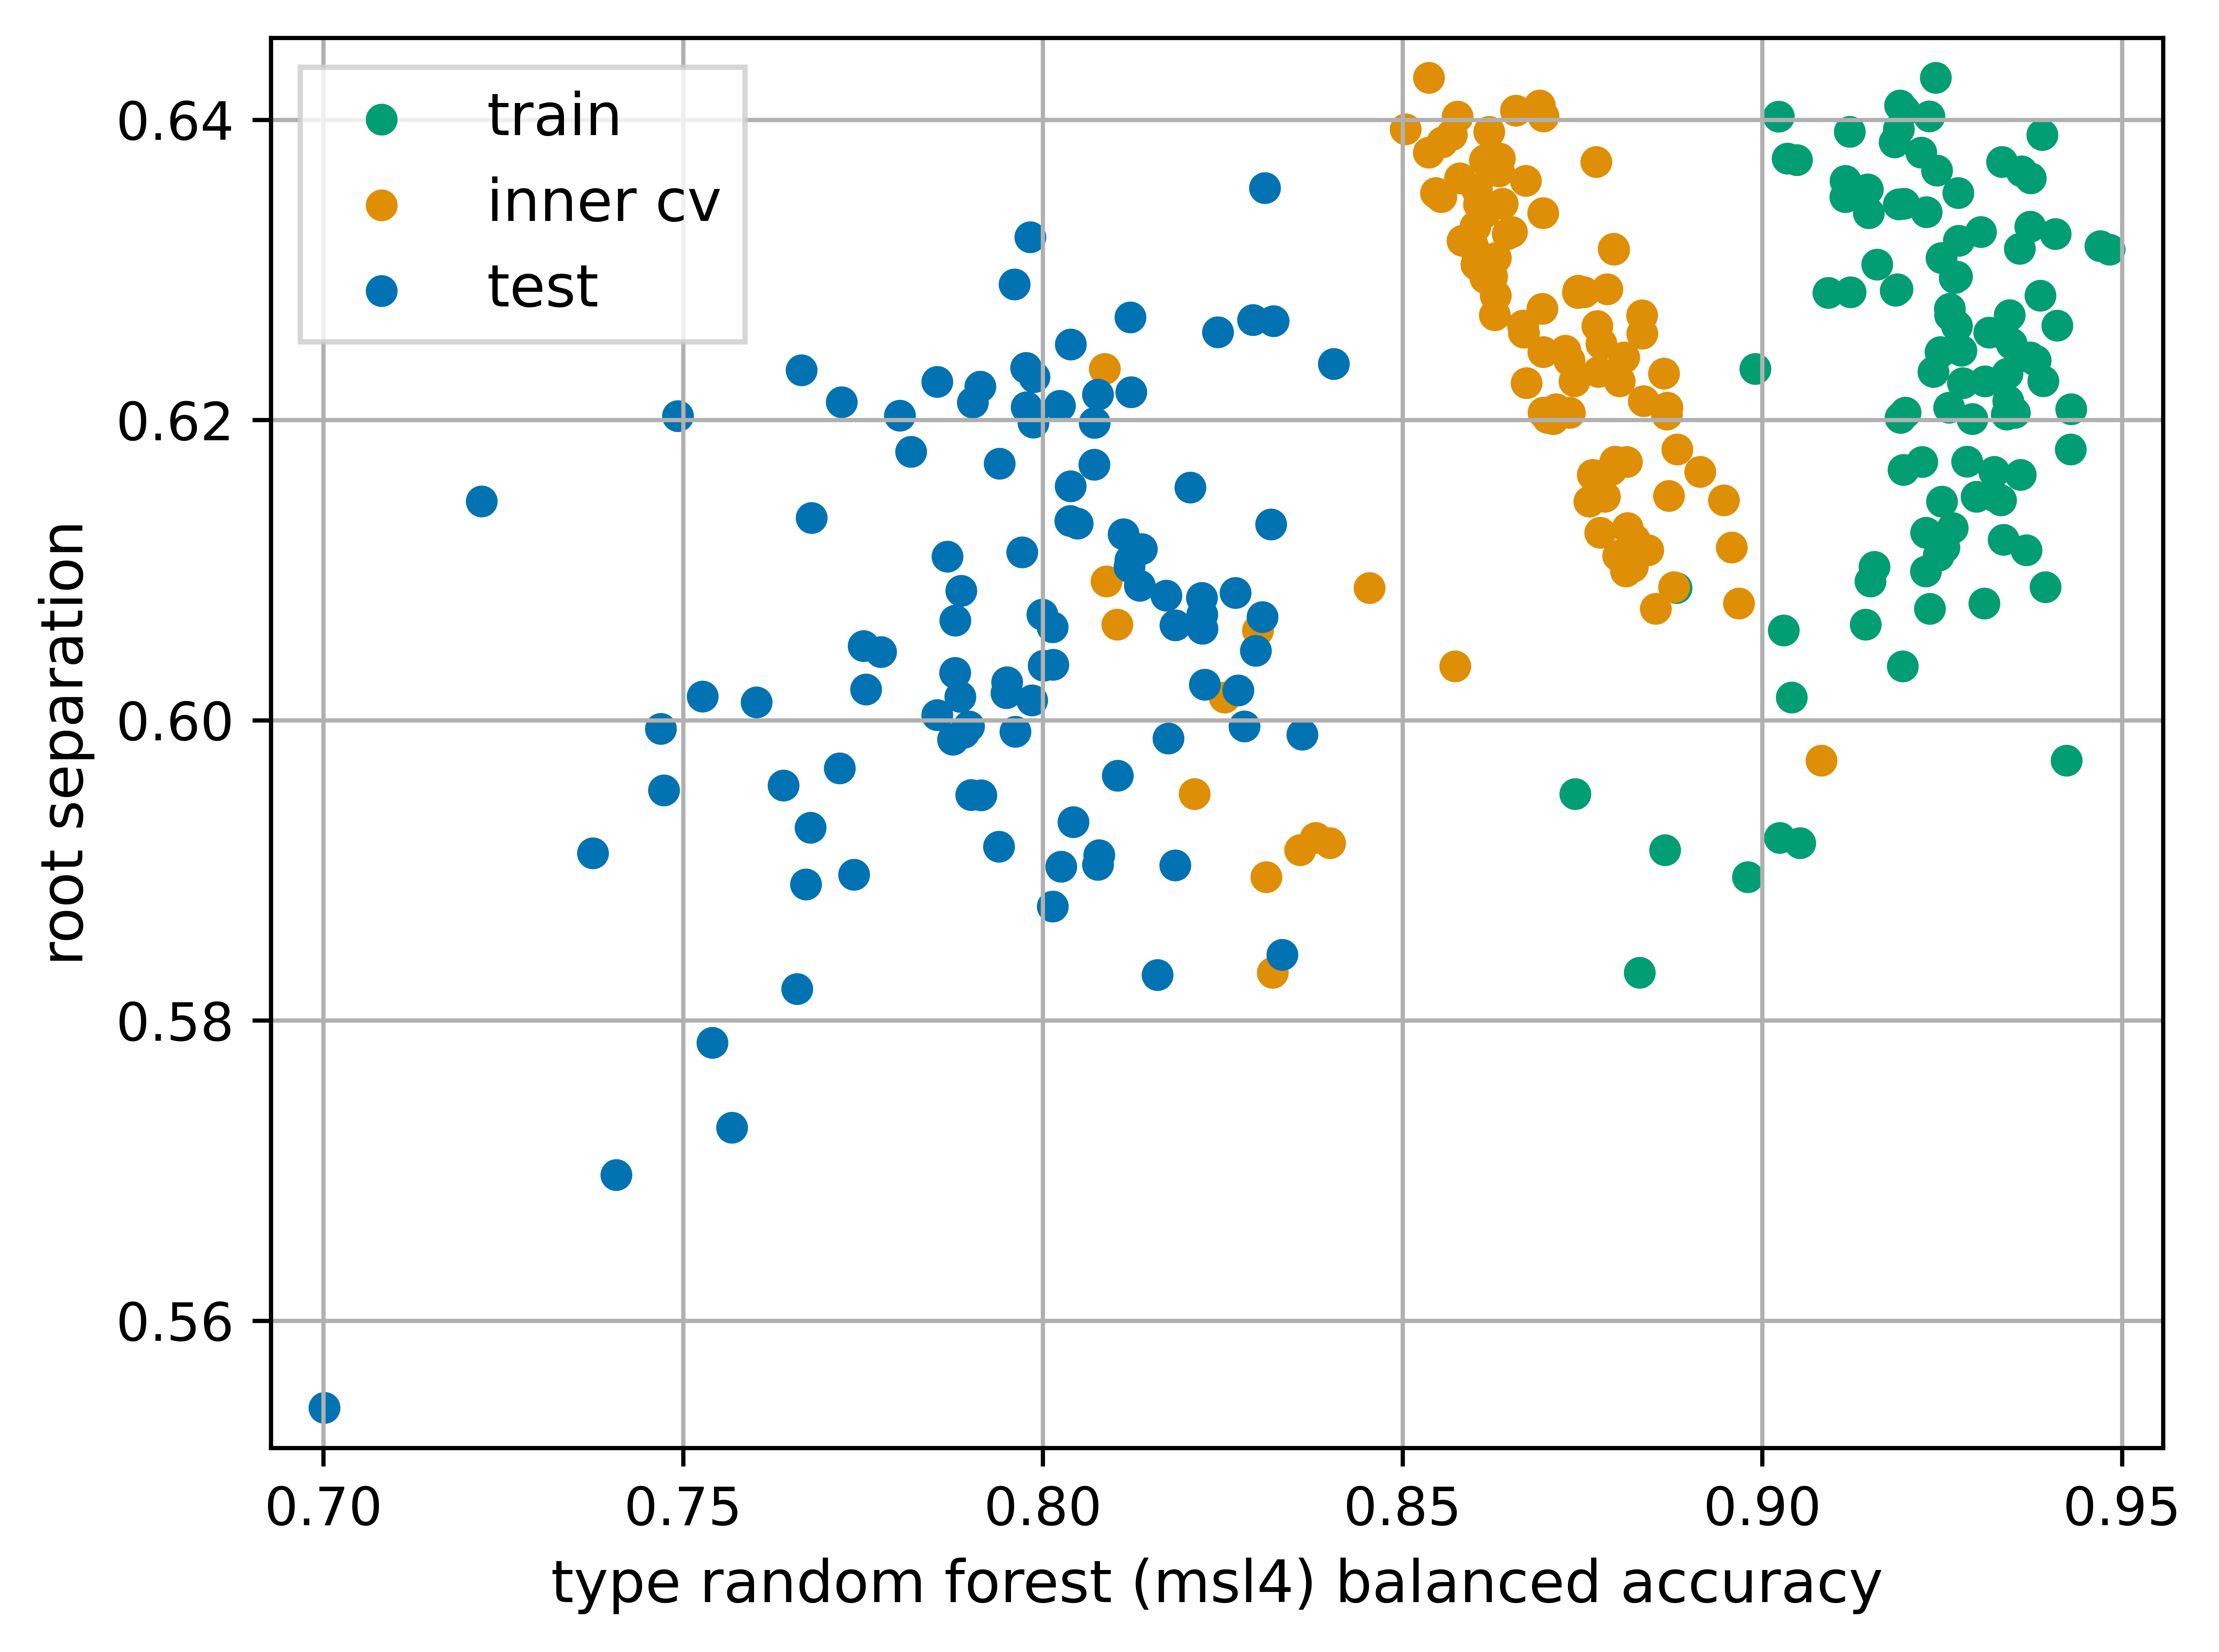 train
inner cv
test
0.64
0.62
0.60
0.58
0.56
root separation
0.70 0.75 0.80 0.85 0.90 0.95
type random forest (msl4) balanced accuracy